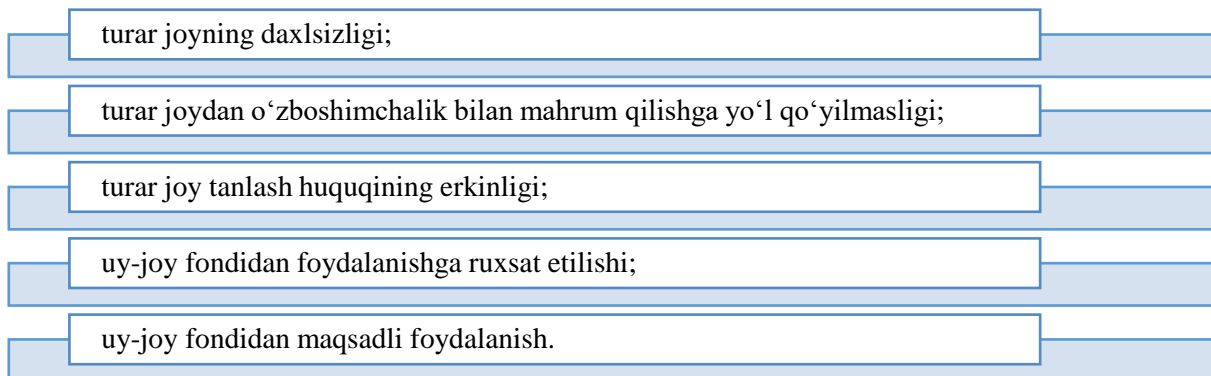 turar joyning daxlsizligi;
turar joydan o‘zboshimchalik bilan mahrum qilishga yo‘l qo‘yilmasligi;
turar joy tanlash huquqining erkinligi;
uy-joy fondidan foydalanishga ruxsat etilishi;
uy-joy fondidan maqsadli foydalanish.